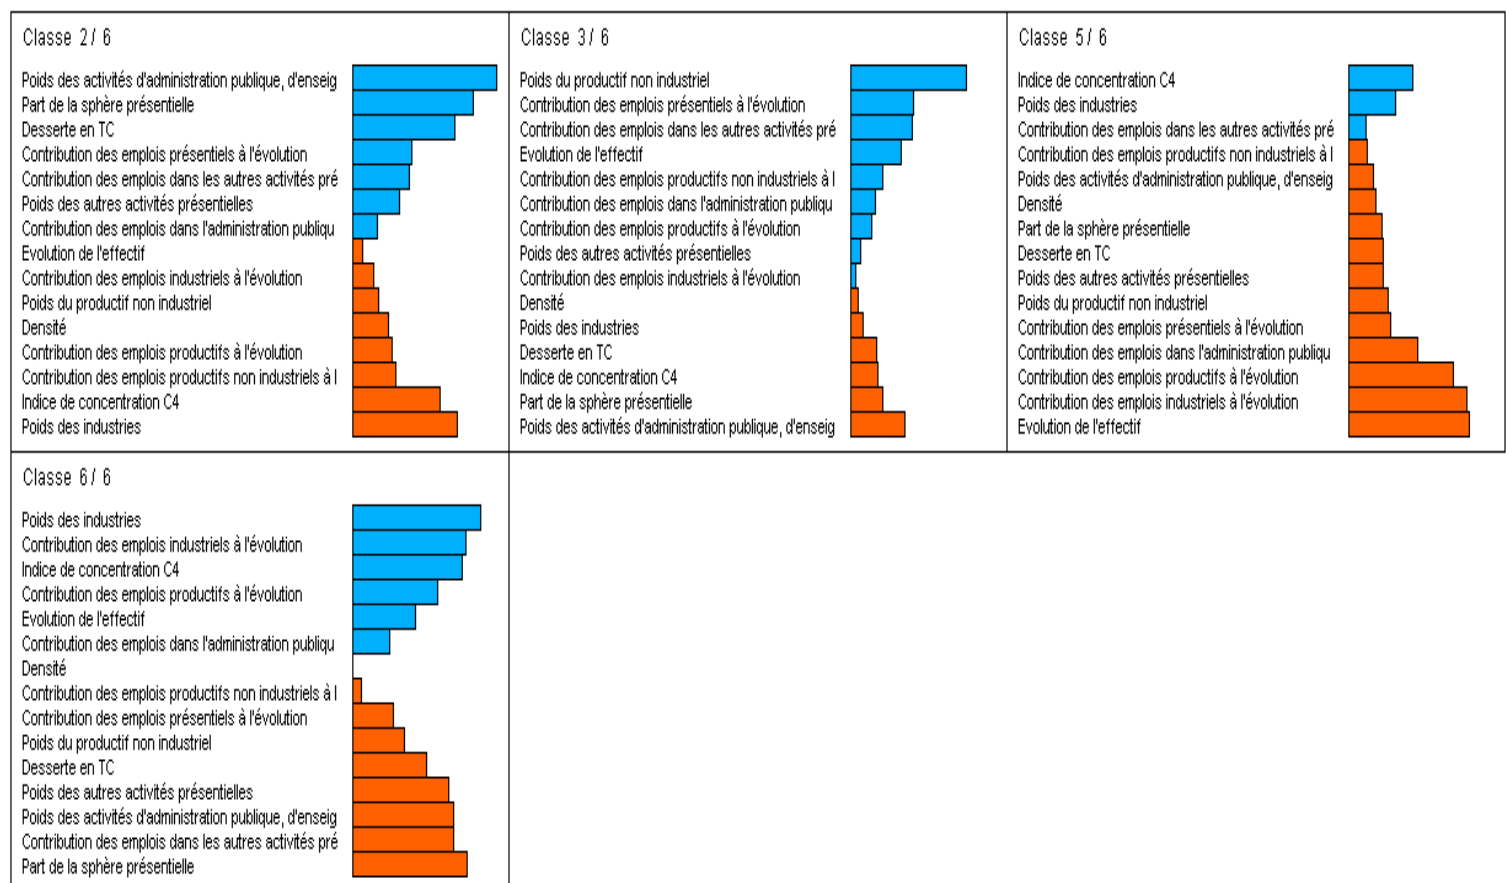 Classe 2 / 6
Poids des activités d'administration publique, d'enseig
Part de la sphère présentielle
Desserte en TC
Contribution des emplois présentiels à l'évolution
Contribution des emplois dans les autres activités pré
Poids des autres activités présentielles
Contribution des emplois dans l'administration publiqu
Evolution de l'effectif
Contribution des emplois industriels à l'évolution
Poids du productif non industriel
Densité
Contribution des emplois productifs à l'évolution
Contribution des emplois productifs non industriels à l
Indice de concentration C4
Poids des industries
Classe 3 / 6
Poids du productif non industriel
Contribution des emplois présentiels à l'évolution
Contribution des emplois dans les autres activités pré
Evolution de l'effectif
Contribution des emplois productifs non industriels à l
Contribution des emplois dans l'administration publiqu
Contribution des emplois productifs à l'évolution
Poids des autres activités présentielles
Contribution des emplois industriels à l'évolution
Densité
Poids des industries
Desserte en TC
Indice de concentration C4
Part de la sphère présentielle
Poids des activités d'administration publique, d'enseig
Classe 5 / 6
Indice de concentration C4
Poids des industries
Contribution des emplois dans les autres activités pré
Contribution des emplois productifs non industriels à l
Poids des activités d'administration publique, d'enseig
Densité
Part de la sphère présentielle
Desserte en TC
Poids des autres activités présentielles
Poids du productif non industriel
Contribution des emplois présentiels à l'évolution
Contribution des emplois dans l'administration publiqu
Contribution des emplois productifs à l'évolution
Contribution des emplois industriels à l'évolution
Evolution de l'effectif
Classe 6 / 6
Poids des industries
Contribution des emplois industriels à l'évolution
Indice de concentration C4
Contribution des emplois productifs à l'évolution
Evolution de l'effectif
Contribution des emplois dans l'administration publiqu
Densité
Contribution des emplois productifs non industriels à l
Contribution des emplois présentiels à l'évolution
Poids du productif non industriel
Desserte en TC
Poids des autres activités présentielles
Poids des activités d'administration publique, d'enseig
Contribution des emplois dans les autres activités pré
Part de la sphère présentielle